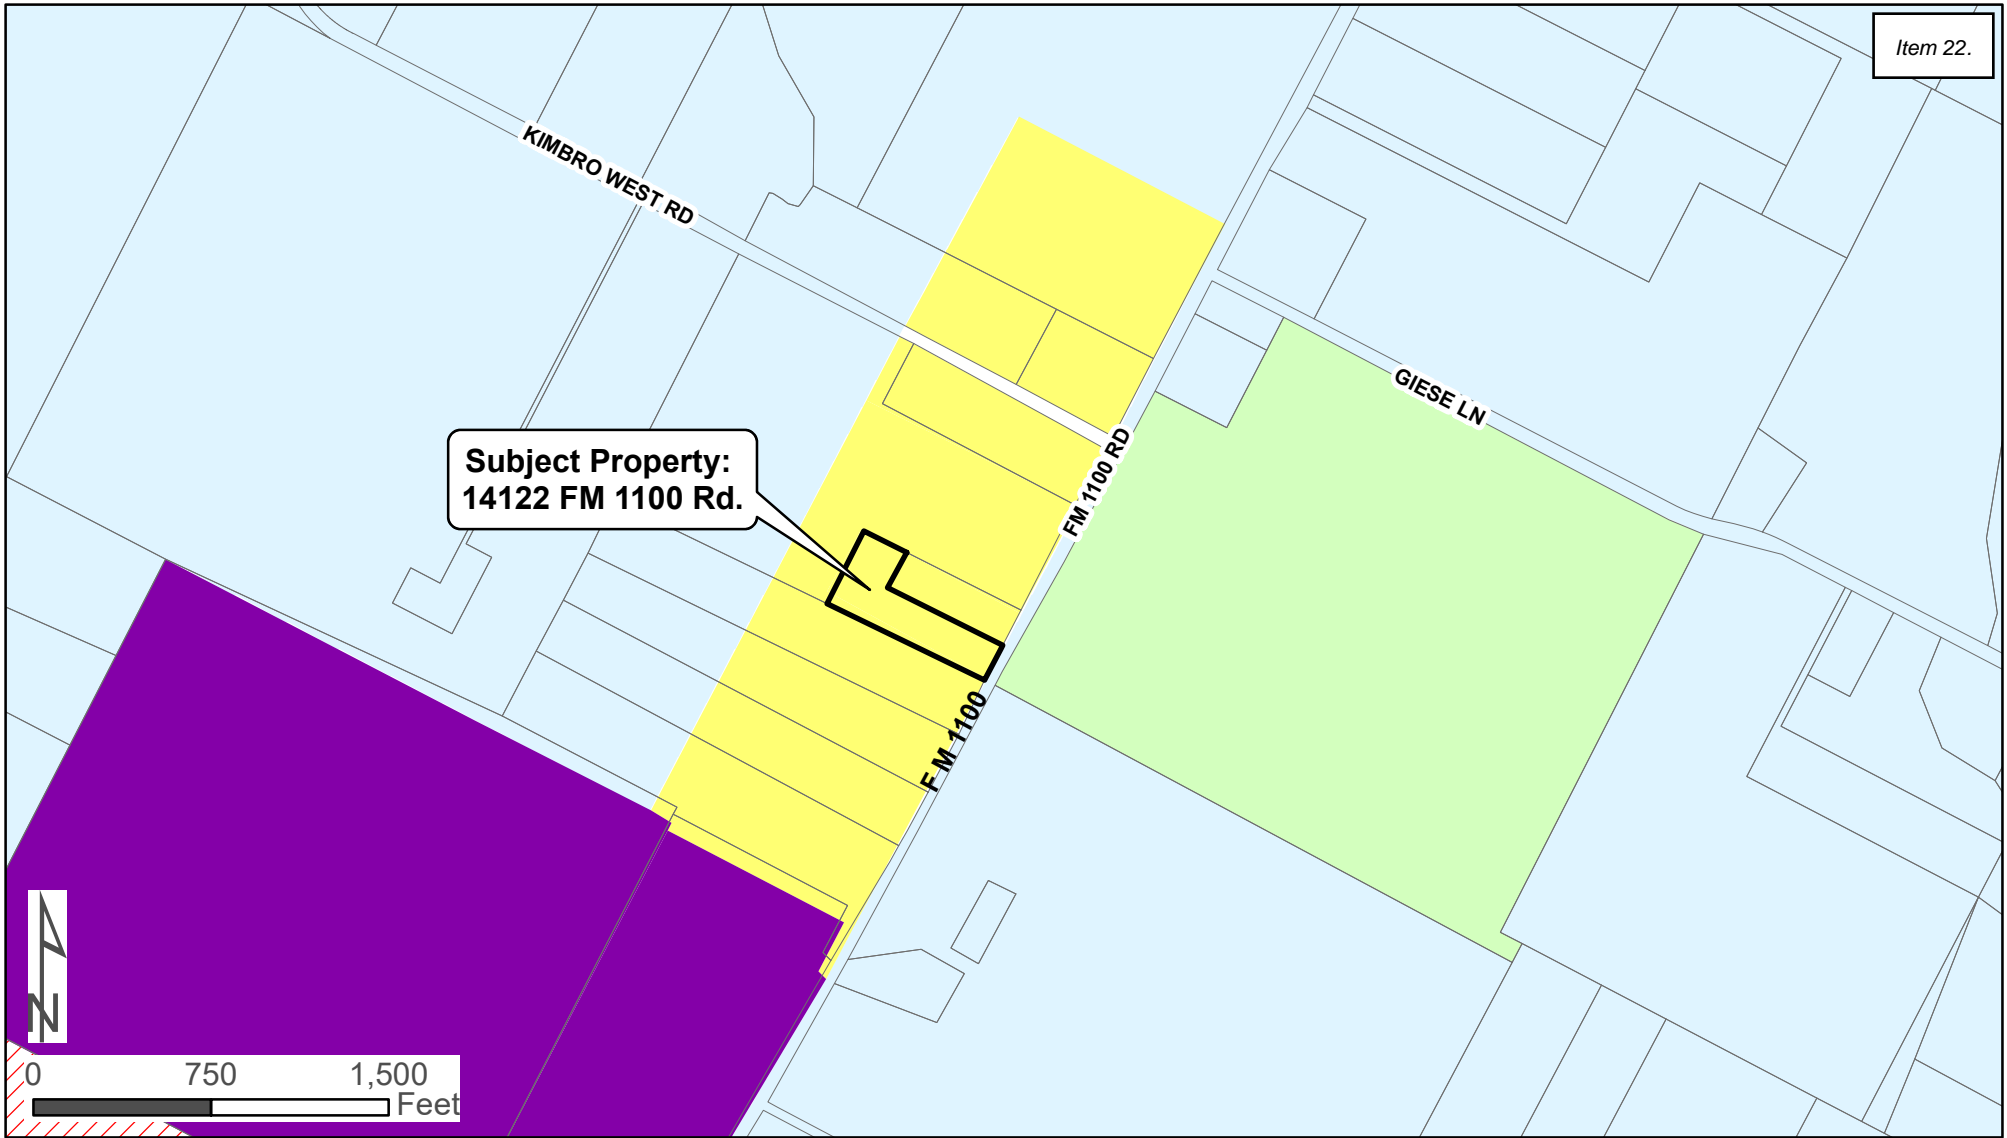 Item 22.
KIMBRO WEST RD
GIESE LN
FM 1100 RD
Subject Property:
14122 FM 1100 Rd.
F M 1100
N
0 750 1,500
Feet